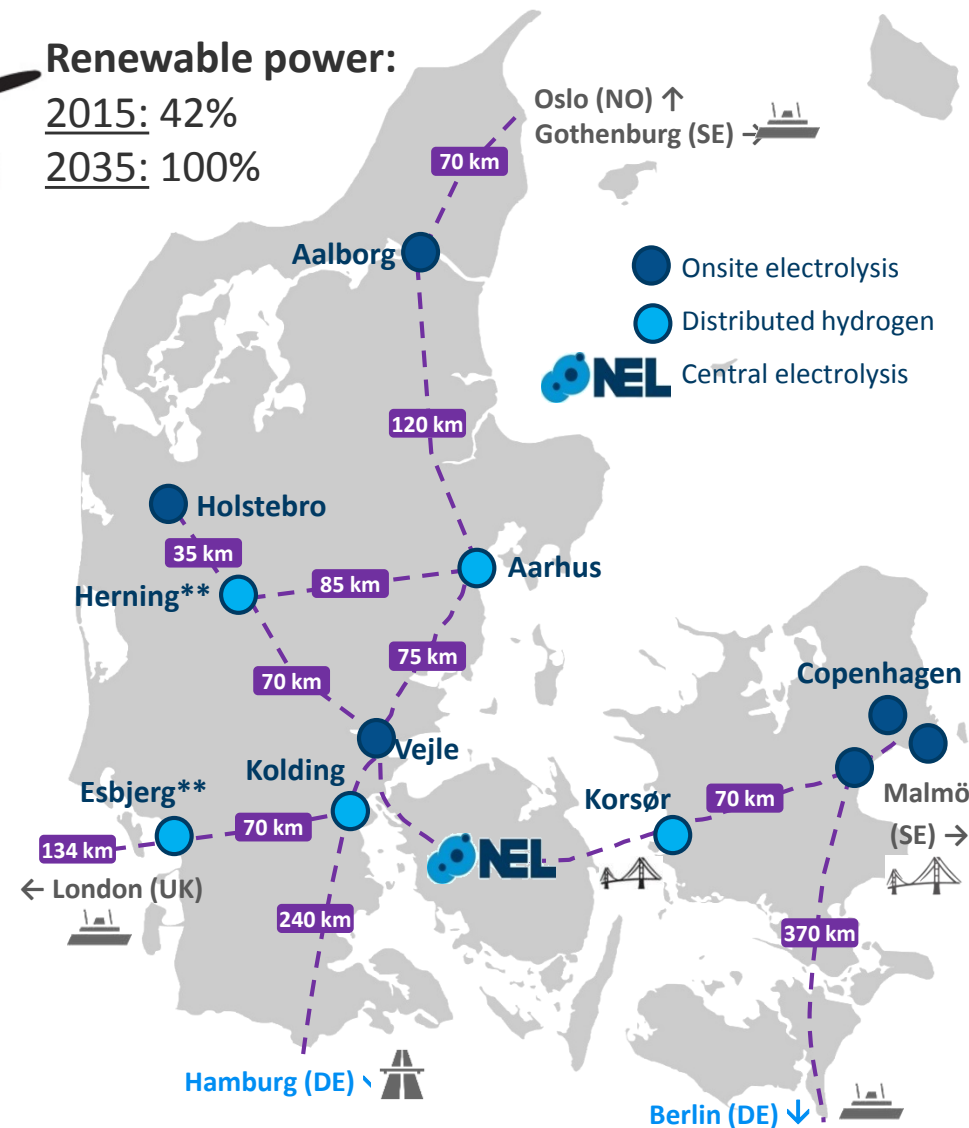 Renewable power:
2015: 42%
2035: 100%
Oslo (NO) ↑
Gothenburg (SE) →
70 km
Aalborg
Onsite electrolysis
Distributed hydrogen
NEL Central electrolysis
120 km
Holstebro
35 km
Aarhus
Herning**
85 km
75 km
70 km
Copenhagen
Vejle
Kolding
Esbjerg**
Korsør
70 km
Malmö
(SE) →
70 km
134 km
NEL
← London (UK)
240 km
370 km
Hamburg (DE)
Berlin (DE) ↓